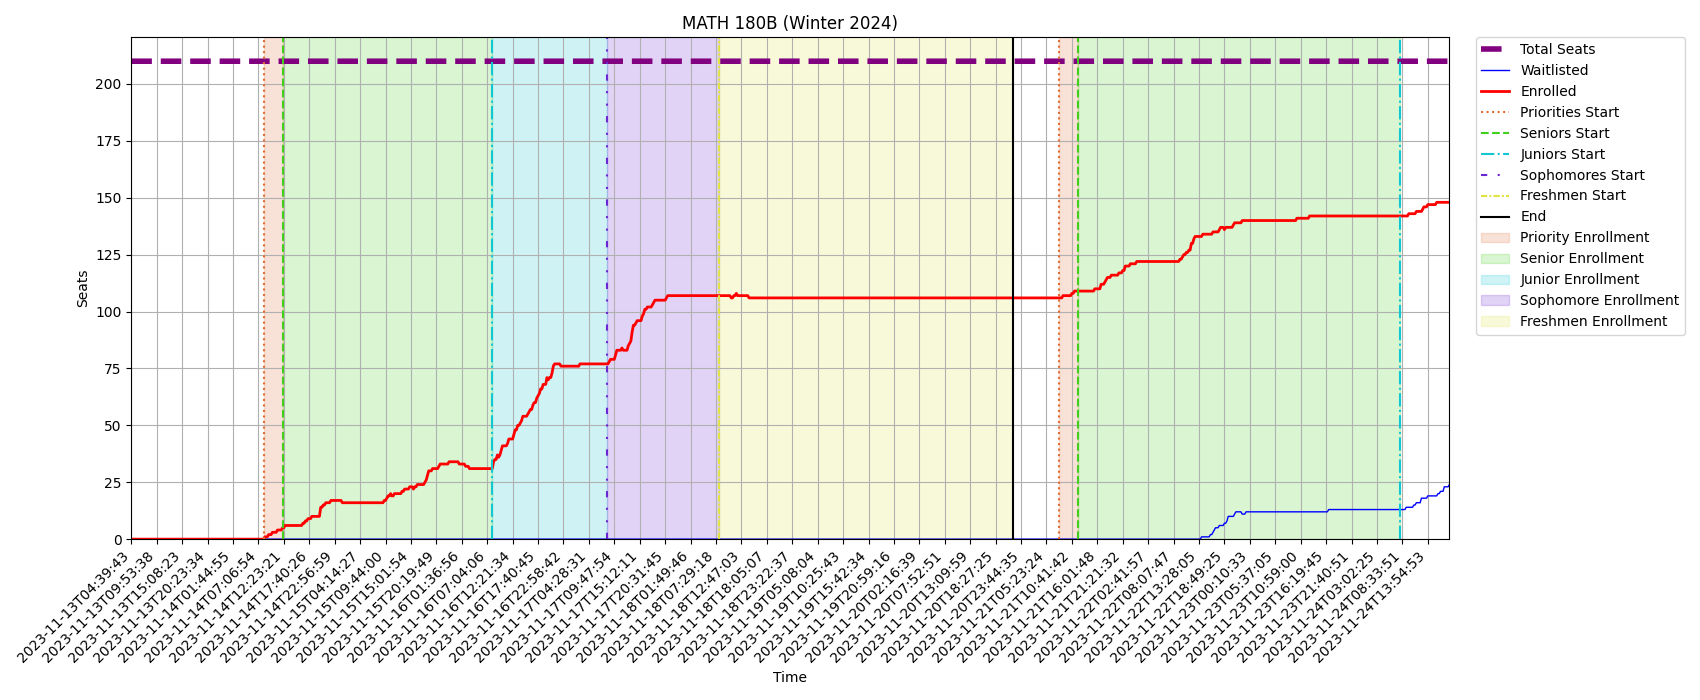 MATH 180B (Winter 2024)
Total Seats
Waitlisted
Enrolled
Priorities Start
Seniors Start
Juniors Start
Sophomores Start
Freshmen Start
End
Priority Enrollment
Senior Enrollment
Junior Enrollment
Sophomore Enrollment
Freshmen Enrollment
Seats
200
175
150
125
100
75
50
25
0
2023-11-13T04:39:43
2023-11-13T09:53:38
2023-11-13T15:08:23
2023-11-13T20:23:34
2023-11-14T01:44:55
2023-11-14T07:06:54
2023-11-14T12:23:21
2023-11-14T17:40:26
2023-11-14T22:56:59
2023-11-15T04:14:27
2023-11-15T09:44:00
2023-11-15T15:01:54
2023-11-15T20:19:49
2023-11-16T01:36:56
2023-11-16T07:04:06
2023-11-16T12:21:34
2023-11-16T17:40:45
2023-11-16T22:58:42
2023-11-17T04:28:31
2023-11-17T09:47:54
2023-11-17T15:12:11
2023-11-17T20:31:45
2023-11-18T01:49:46
2023-11-18T07:29:18
2023-11-18T12:47:03
2023-11-18T18:05:07
2023-11-18T23:22:37
2023-11-19T05:08:04
2023-11-19T10:25:43
2023-11-19T15:42:34
2023-11-19T20:59:16
2023-11-20T02:16:39
2023-11-20T07:52:51
2023-11-20T13:09:59
2023-11-20T18:27:25
2023-11-20T23:44:35
2023-11-21T05:23:24
2023-11-21T10:41:42
2023-11-21T16:01:48
2023-11-21T21:21:32
2023-11-22T02:41:57
2023-11-22T08:07:47
2023-11-22T13:28:05
2023-11-22T18:49:25
2023-11-23T00:10:33
2023-11-23T05:37:05
2023-11-23T10:59:00
2023-11-23T16:19:45
2023-11-23T21:40:51
2023-11-24T03:02:25
2023-11-24T08:33:51
2023-11-24T13:54:53
Time